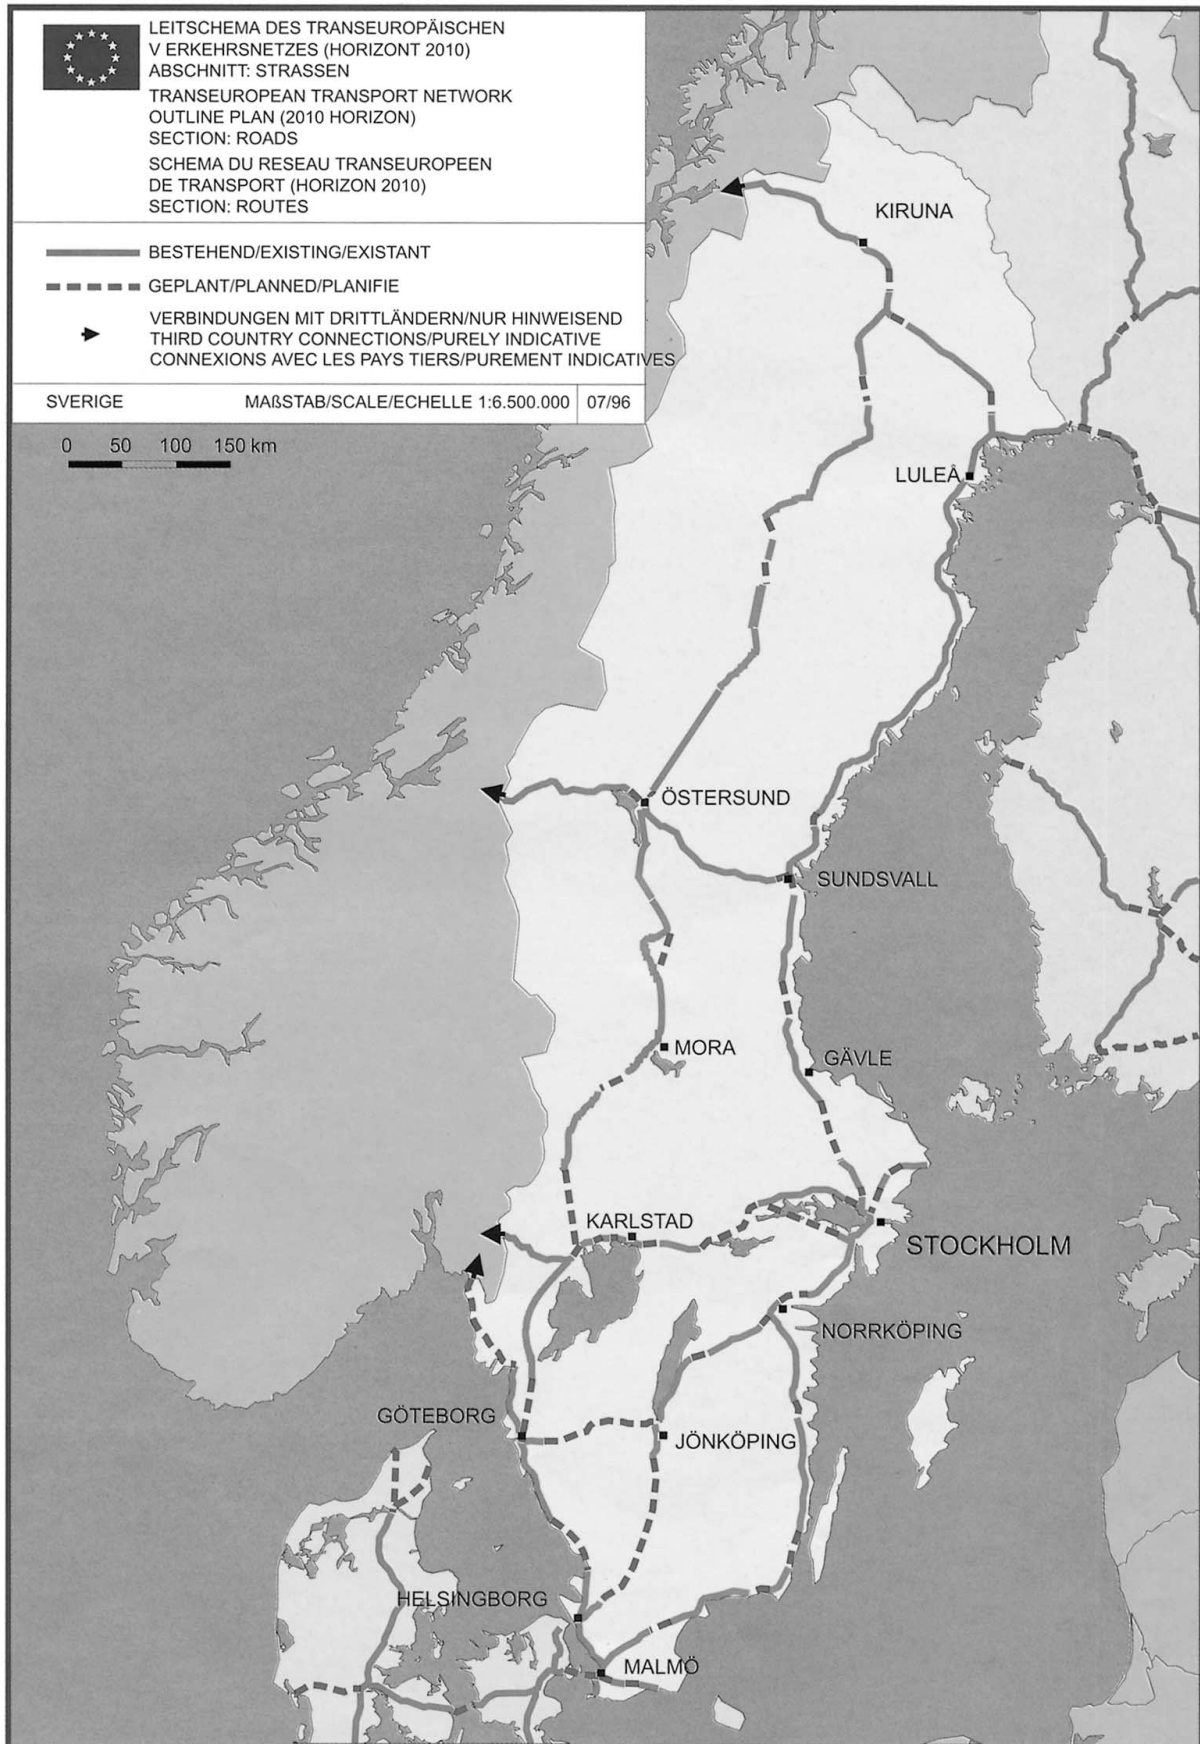 LEITSCHEMA DES TRANSEUROPÄISCHEN
V ERKEHRSNETZES (HORIZONT 2010)
ABSCHNITT: STRASSEN
TRANSEUROPEAN TRANSPORT NETWORK
OUTLINE PLAN (2010 HORIZON)
SECTION: ROADS
SCHEMA DU RESEAU TRANSEUROPEEN
DE TRANSPORT (HORIZON 2010)
SECTION: ROUTES
BESTEHEND/EXISTING/EXISTANT
GEPLANT/PLANNED/PLANIFIE
VERBINDUNGEN MIT DRITTLÄNDERN/NUR HINWEISEND
THIRD COUNTRY CONNECTIONS/PURELY INDICATIVE
CONNEXIONS AVEC LES PAYS TIERS/PUREMENT INDICATIVES
SVERIGE MAßSTAB/SCALE/ECHELLE 1:6.500.000 07/96
0 50 100 150 km
KIRUNA
LULEÅ
ÖSTERSUND
SUNDSVALL
MORA
GÄVLE
KARLSTAD
STOCKHOLM
NORRKÖPING
GÖTEBORG
JÖNKÖPING
HELSINGBORG
MALMÖ